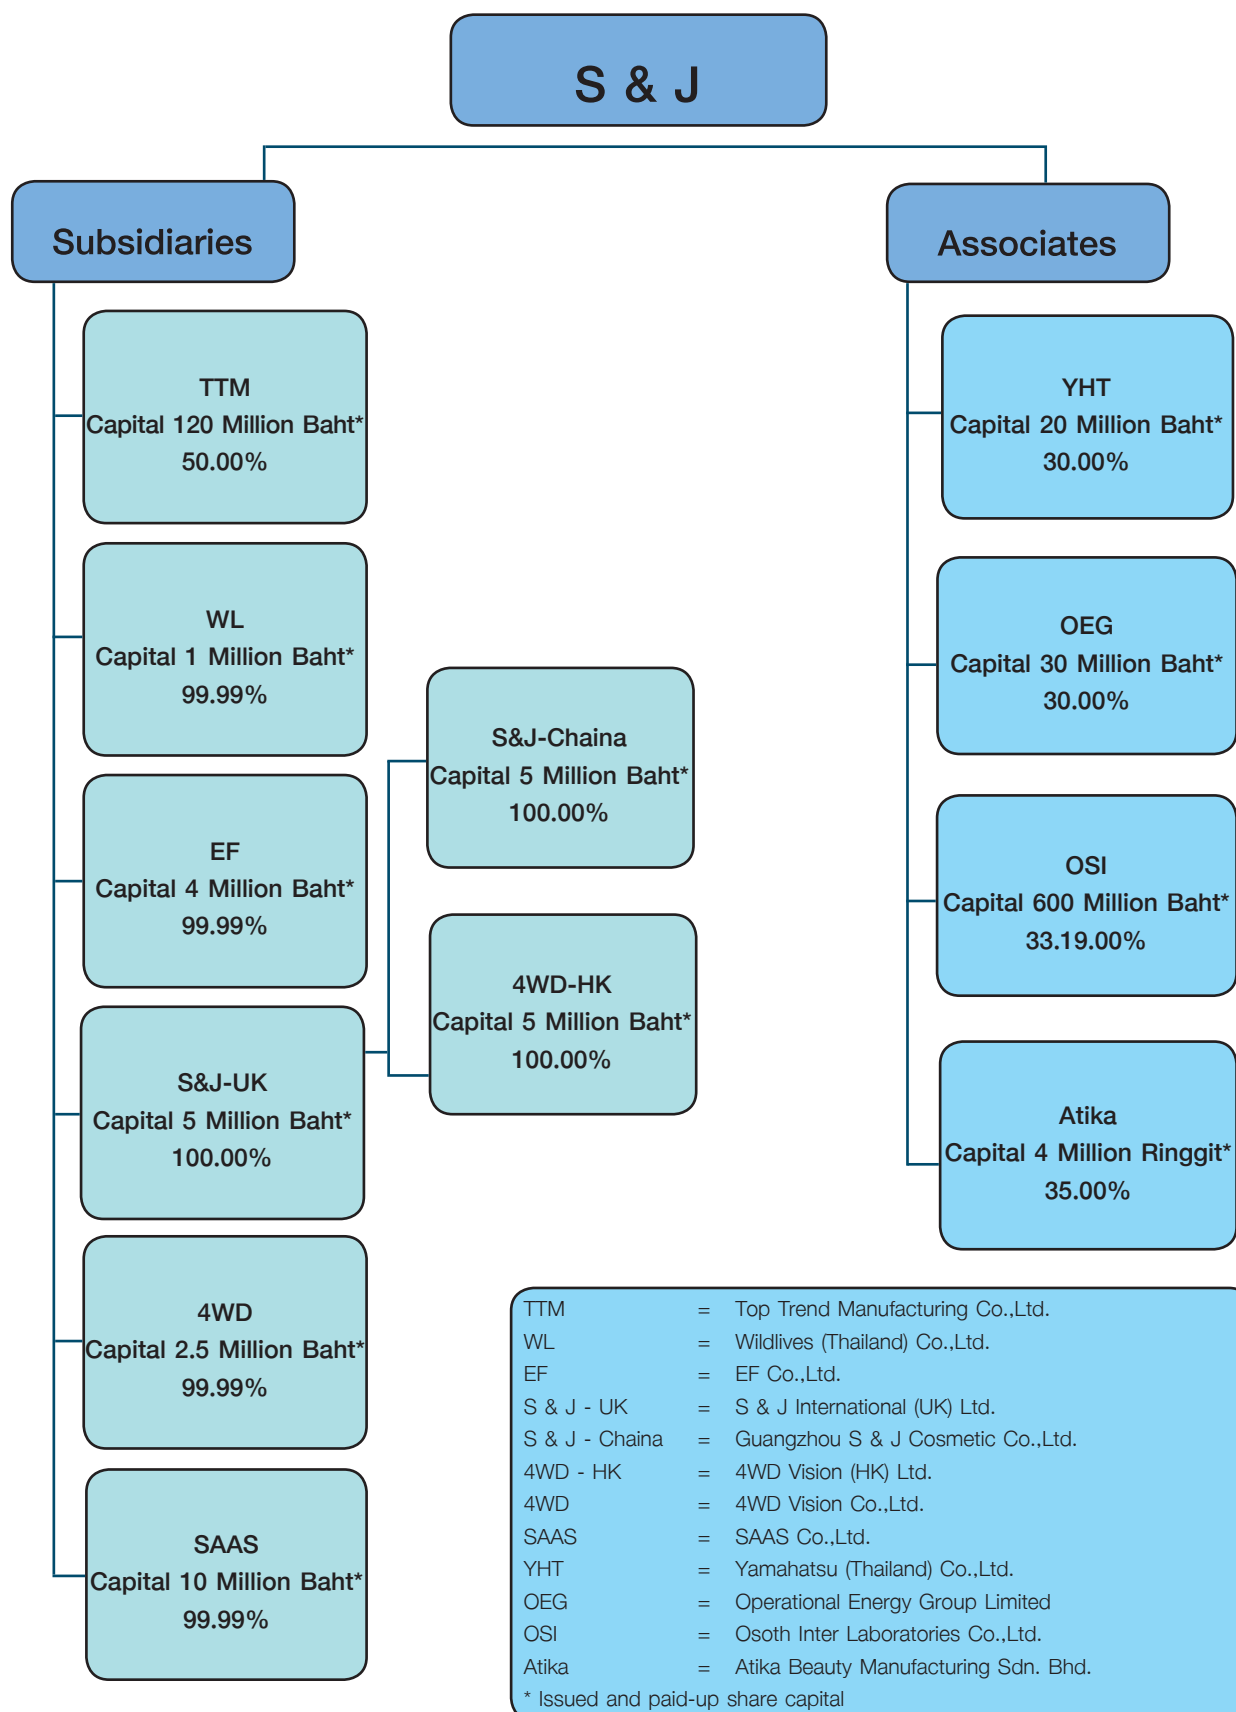 S & J
Subsidiaries
TTM
Capital 120 Million Baht*
50.00%
WL
Capital 1 Million Baht*
99.99%
EF
Capital 4 Million Baht*
99.99%
S&J-UK
Capital 5 Million Baht*
100.00%
S&J-Chaina
Capital 5 Million Baht*
100.00%
4WD-HK
Capital 5 Million Baht*
100.00%
4WD
Capital 2.5 Million Baht*
99.99%
SAAS
Capital 10 Million Baht*
99.99%
Associates
YHT
Capital 20 Million Baht*
30.00%
OEG
Capital 30 Million Baht*
30.00%
OSI
Capital 600 Million Baht*
33.19.00%
Atika
Capital 4 Million Ringgit*
35.00%
TTM = Top Trend Manufacturing Co.,Ltd.
WL = Wildlives (Thailand) Co.,Ltd.
EF = EF Co.,Ltd.
S & J - UK = S & J International (UK) Ltd.
S & J - Chaina = Guangzhou S & J Cosmetic Co.,Ltd.
4WD - HK = 4WD Vision (HK) Ltd.
4WD = 4WD Vision Co.,Ltd.
SAAS = SAAS Co.,Ltd.
YHT = Yamahatsu (Thailand) Co.,Ltd.
OEG = Operational Energy Group Limited
OSI = Osoth Inter Laboratories Co.,Ltd.
Atika = Atika Beauty Manufacturing Sdn. Bhd.
* Issued and paid-up share capital